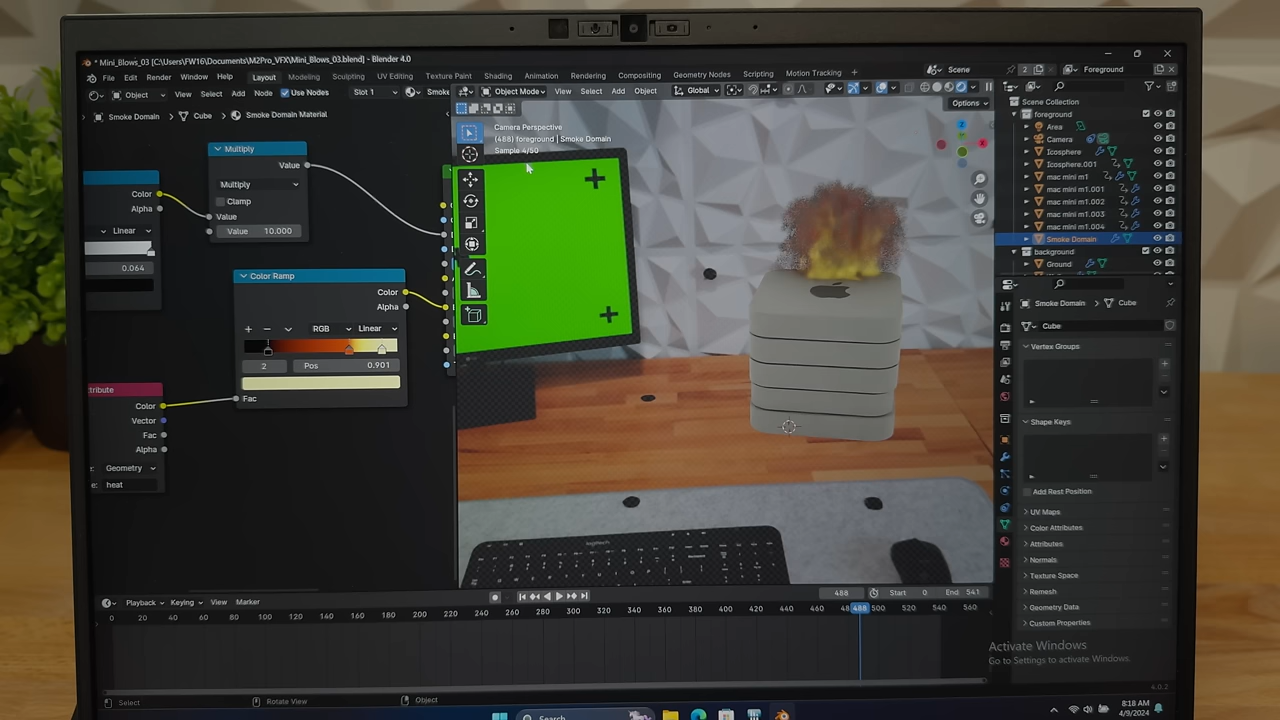 * Mini_Blows_03 [C:\Users\FW16\Documents\M2Pro_VFX\Mini_Blows_03.blend] - Blender 4.0
File Edit Render Window Help Layout Modeling Sculpting UV Editing Texture Paint Shading Animation Rendering Compositing Geometry Nodes Scripting Motion Tracking + Scene 2 Foreground
Object View Select Add Node Use Nodes Slot 1 Smoke
Object Mode View Select Add Object Global
Options
Smoke Domain > Cube > Smoke Domain Material
Camera Perspective
(488) foreground | Smoke Domain
Sample 4/50
Multiply
Value
Multiply
Clamp
Value
Value 10.000
Color
Alpha
Linear
0.064
Color Ramp
Color
Alpha
+ − RGB Linear
2 Pos 0.901
Fac
ttribute
Color
Vector
Fac
Alpha
Geometry
heat
logitech
Scene Collection
foreground
Area
Camera
Icosphere
Icosphere.001
mac mini m1
mac mini m1.001
mac mini m1.002
mac mini m1.003
mac mini m1.004
Smoke Domain
background
Ground
Smoke Domain > Cube
Cube
Vertex Groups
Shape Keys
Add Rest Position
UV Maps
Color Attributes
Attributes
Normals
Texture Space
Remesh
Geometry Data
Custom Properties
Playback Keying View Marker
488 Start 0 End 541
0 20 40 60 80 100 120 140 160 180 200 220 240 260 280 300 320 340 360 380 400 420 440 460 488 500 520 540 560
Activate Windows
Go to Settings to activate Windows.
Select Rotate View Object
4.0.2
Search
8:18 AM
4/9/2024